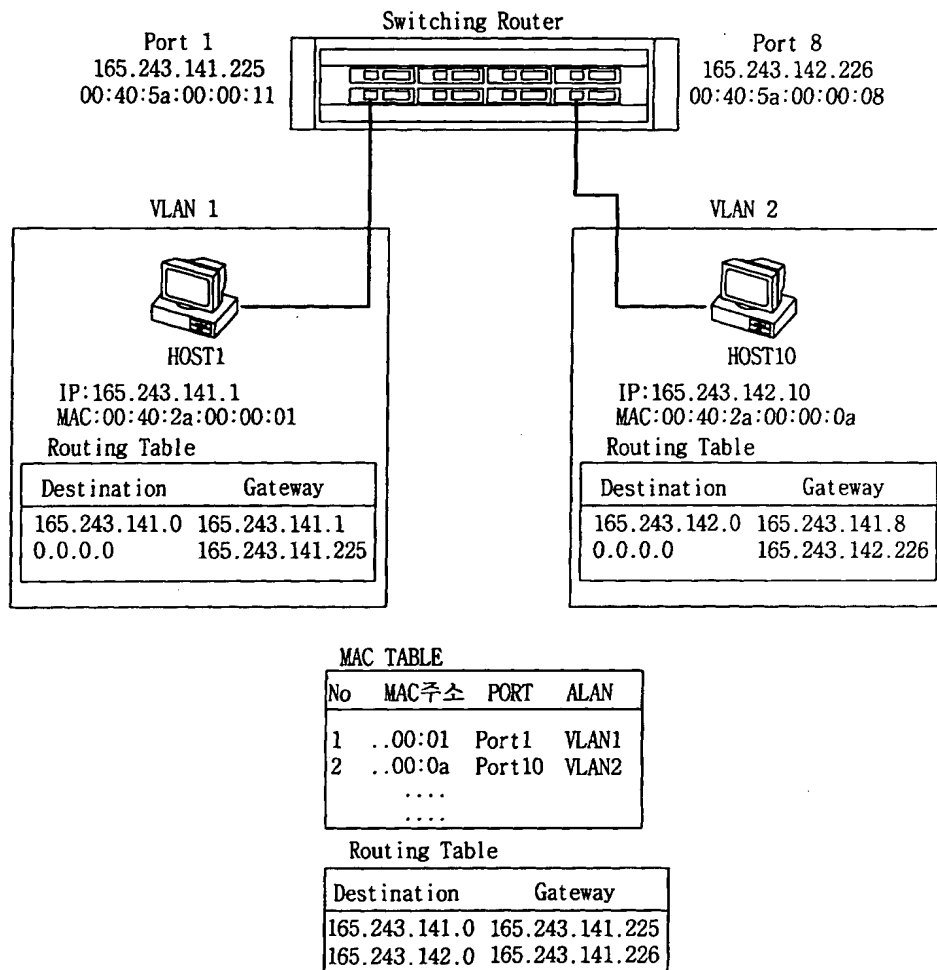 Switching Router
Port 1
165.243.141.225
00:40:5a:00:00:11
Port 8
165.243.142.226
00:40:5a:00:00:08
VLAN 1
HOST1
IP:165.243.141.1
MAC:00:40:2a:00:00:01
Routing Table
Destination Gateway
165.243.141.0 165.243.141.1
0.0.0.0 165.243.141.225
VLAN 2
HOST10
IP:165.243.142.10
MAC:00:40:2a:00:00:0a
Routing Table
Destination Gateway
165.243.142.0 165.243.141.8
0.0.0.0 165.243.142.226
MAC TABLE
No MAC주소 PORT ALAN
1 ..00:01 Port1 VLAN1
2 ..00:0a Port10 VLAN2
....
....
Routing Table
Destination Gateway
165.243.141.0 165.243.141.225
165.243.142.0 165.243.141.226